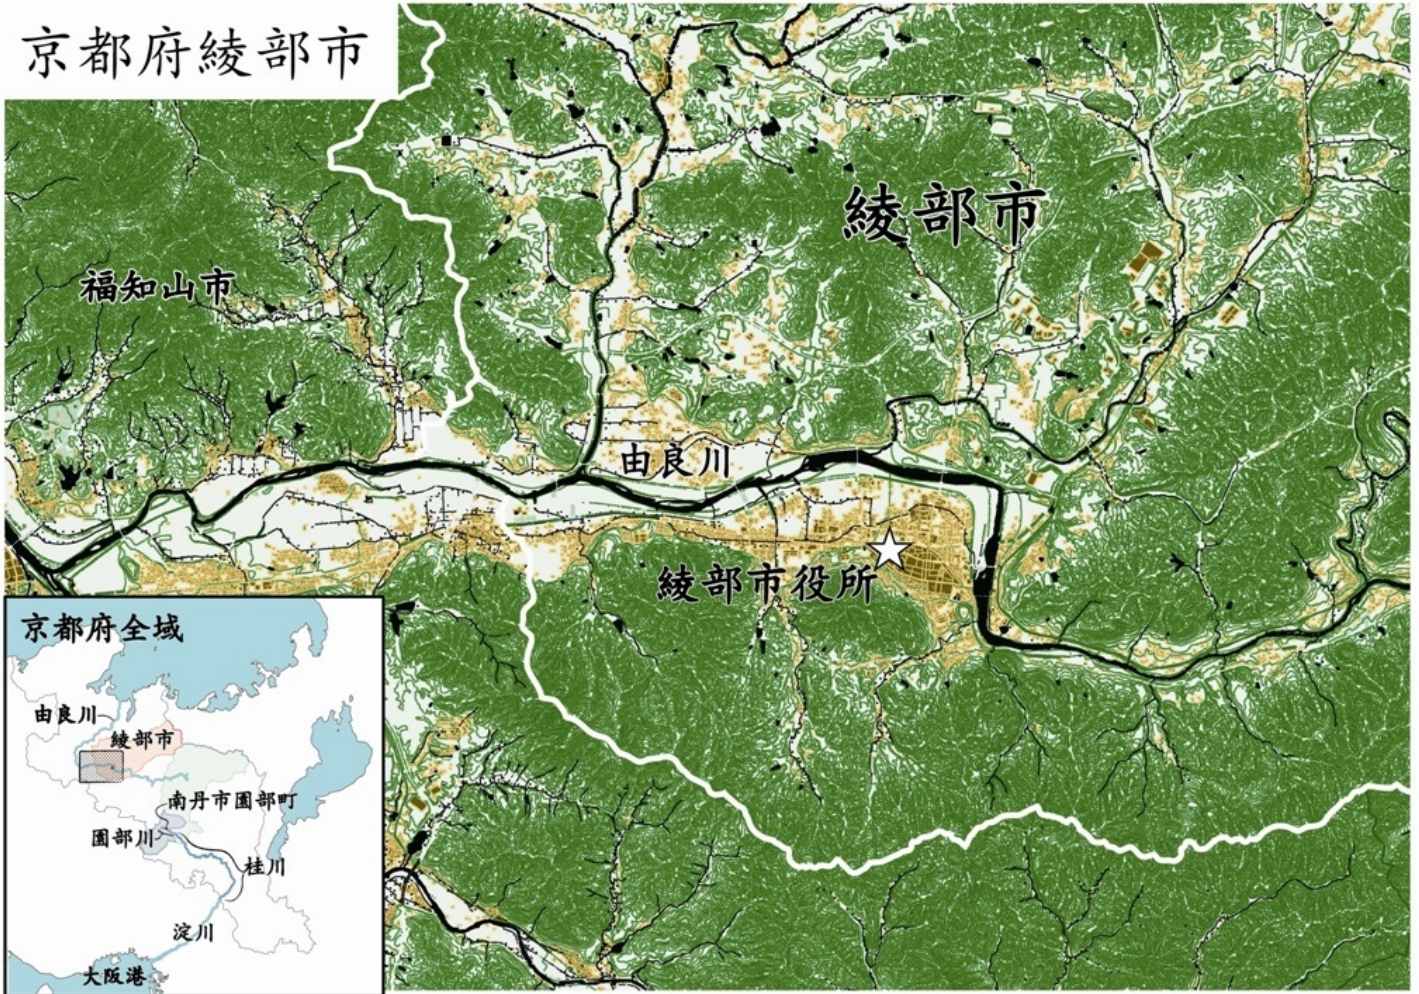 京都府綾部市
綾部市
福知山市
由良川
綾部市役所
京都府全域
由良川
綾部市
南丹市園部町
園部川
桂川
淀川
大阪港